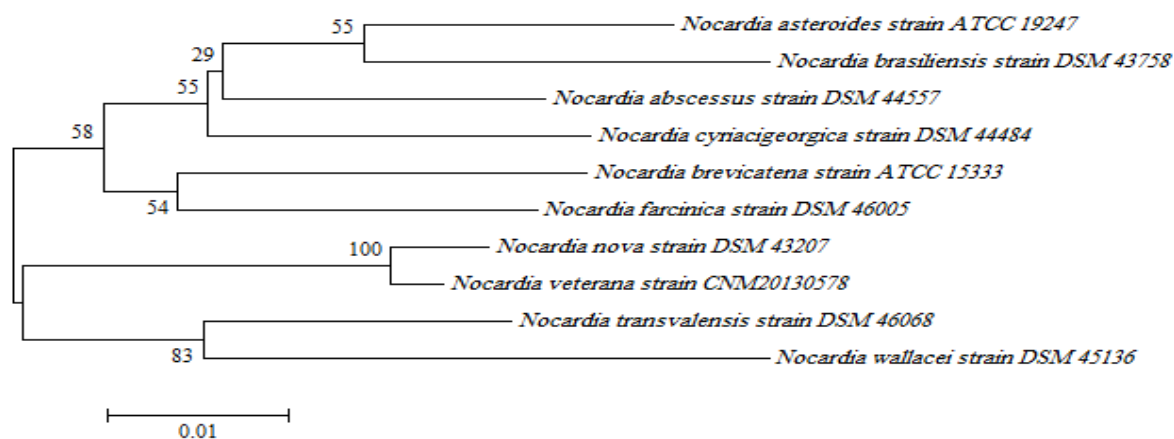 55
Nocardia asteroides strain ATCC 19247
29
Nocardia brasiliensis strain DSM 43758
55
Nocardia abscessus strain DSM 44557
58
Nocardia cyriacigeorgica strain DSM 44484
Nocardia brevicatena strain ATCC 15333
54
Nocardia farcinica strain DSM 46005
100
Nocardia nova strain DSM 43207
Nocardia veterana strain CNM20130578
Nocardia transvalensis strain DSM 46068
83
Nocardia wallacei strain DSM 45136
0.01